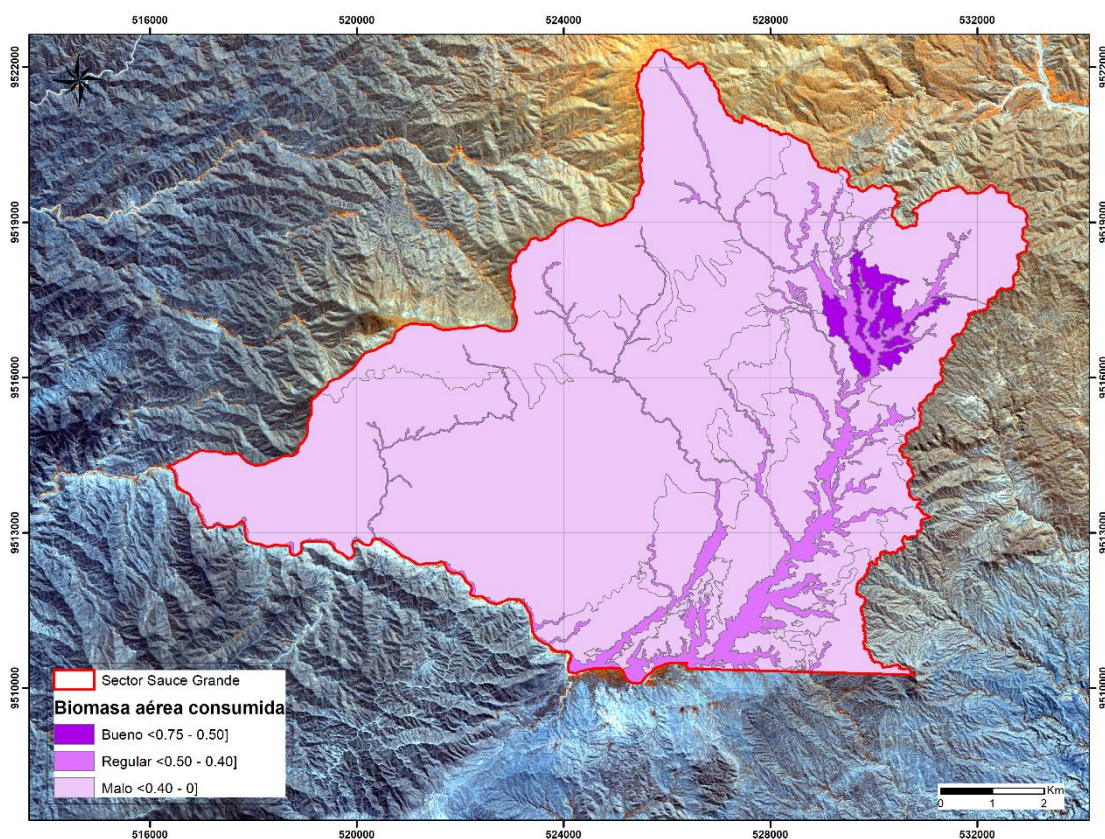 516000 520000 524000 528000 532000
9522000 9522000
9519000 9519000
9516000 9516000
9513000 9513000
9510000 9510000
Sector Sauce Grande
Biomasa aérea consumida
Bueno <0.75 - 0.50]
Regular <0.50 - 0.40]
Malo <0.40 - 0]
Km
0 1 2
516000 520000 524000 528000 532000